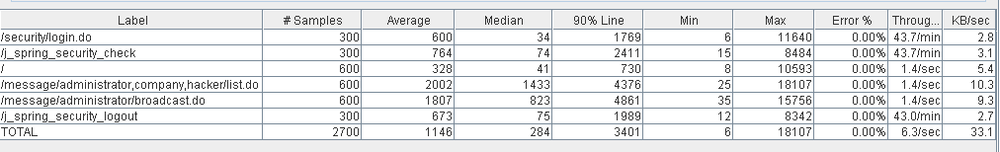 Label # Samples Average Median 90% Line Min Max Error % Throug... KB/sec
/security/login.do 300 600 34 1769 6 11640 0.00% 43.7/min 2.8
/j_spring_security_check 300 764 74 2411 15 8484 0.00% 43.7/min 3.1
/ 600 328 41 730 8 10593 0.00% 1.4/sec 5.4
/message/administrator,company,hacker/list.do 600 2002 1433 4376 25 18107 0.00% 1.4/sec 10.3
/message/administrator/broadcast.do 600 1807 823 4861 35 15756 0.00% 1.4/sec 9.3
/j_spring_security_logout 300 673 75 1989 12 8342 0.00% 43.0/min 2.7
TOTAL 2700 1146 284 3401 6 18107 0.00% 6.3/sec 33.1